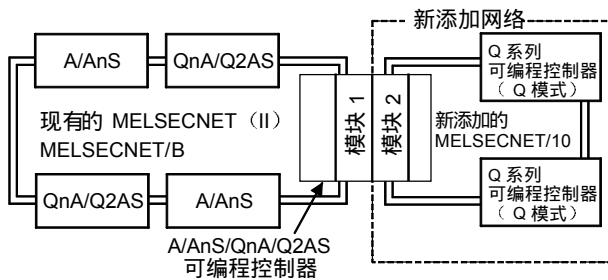 新添加网络
A/AnS
QnA/Q2AS
Q 系列
可编程控制器
（ Q 模式）
现有的 MELSECNET（II）
MELSECNET/B
模块 1
模块 2
新添加的
MELSECNET/10
QnA/Q2AS
A/AnS
Q 系列
可编程控制器
（ Q 模式）
A/AnS/QnA/Q2AS
可编程控制器